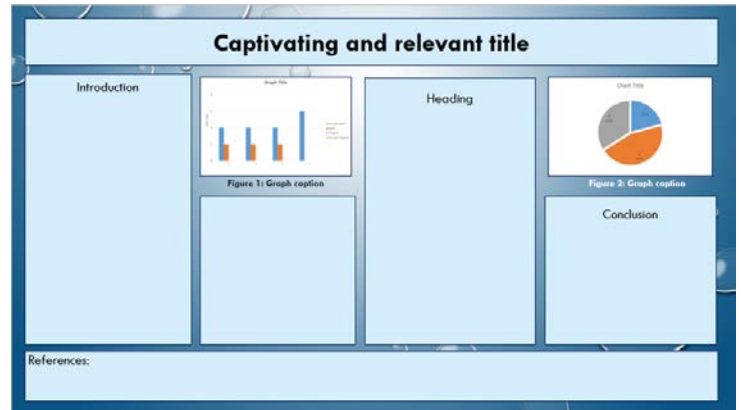 Captivating and relevant title
Introduction
Graph Title
Figure 1: Graph caption
Heading
Chart Title
Figure 2: Graph caption
Conclusion
References: